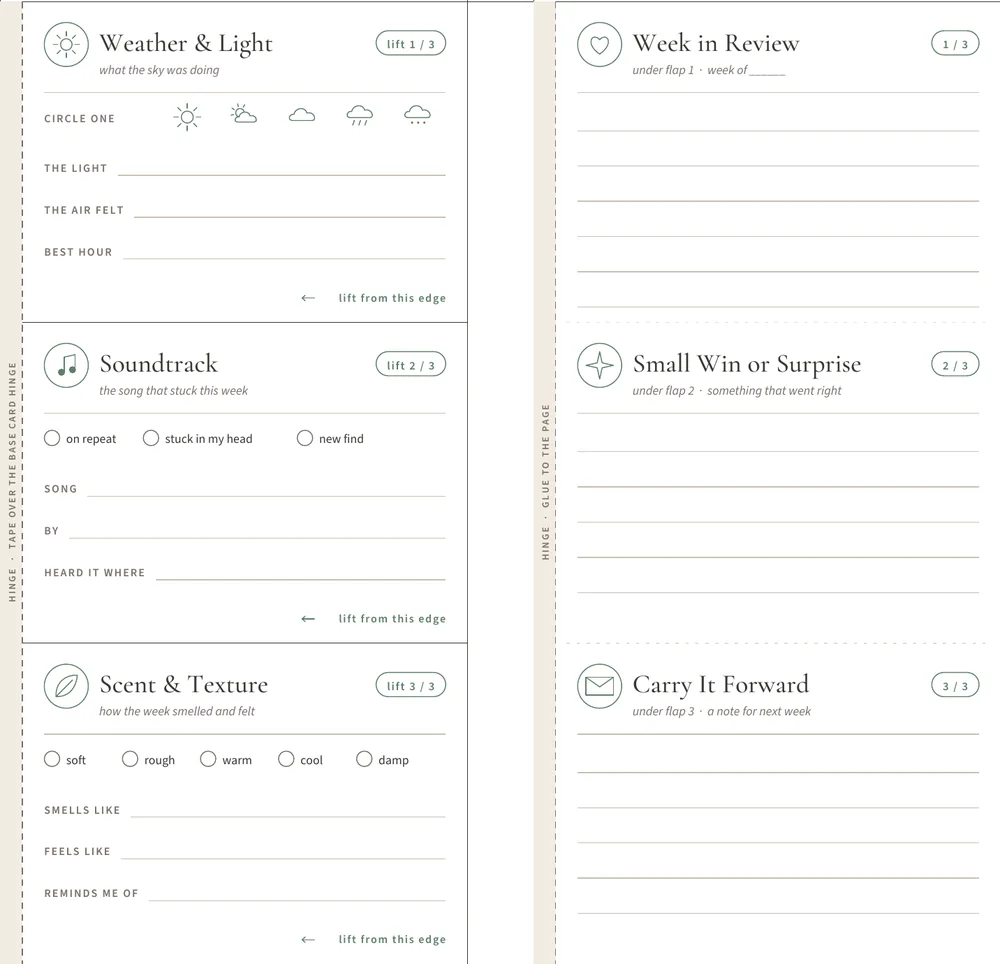 HINGE · TAPE OVER THE BASE CARD HINGE
Weather & Light
lift 1 / 3
what the sky was doing
CIRCLE ONE
THE LIGHT
THE AIR FELT
BEST HOUR
← lift from this edge
Soundtrack
lift 2 / 3
the song that stuck this week
on repeat stuck in my head new find
SONG
BY
HEARD IT WHERE
← lift from this edge
Scent & Texture
lift 3 / 3
how the week smelled and felt
soft rough warm cool damp
SMELLS LIKE
FEELS LIKE
REMINDS ME OF
← lift from this edge
HINGE · GLUE TO THE PAGE
Week in Review
1 / 3
under flap 1 · week of ______
Small Win or Surprise
2 / 3
under flap 2 · something that went right
Carry It Forward
3 / 3
under flap 3 · a note for next week